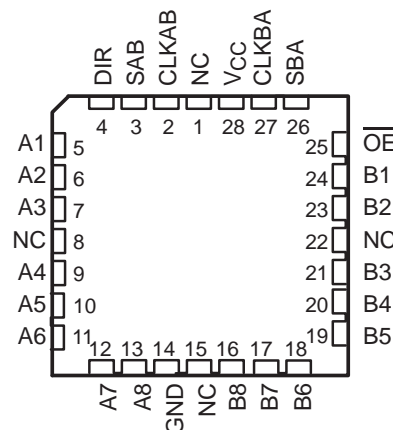 DIR SAB CLKAB NC VCC CLKBA SBA
4 3 2 1 28 27 26
A1 5 25 OE
A2 6 24 B1
A3 7 23 B2
NC 8 22 NC
A4 9 21 B3
A5 10 20 B4
A6 11 19 B5
12 13 14 15 16 17 18
A7 A8 GND NC B8 B7 B6